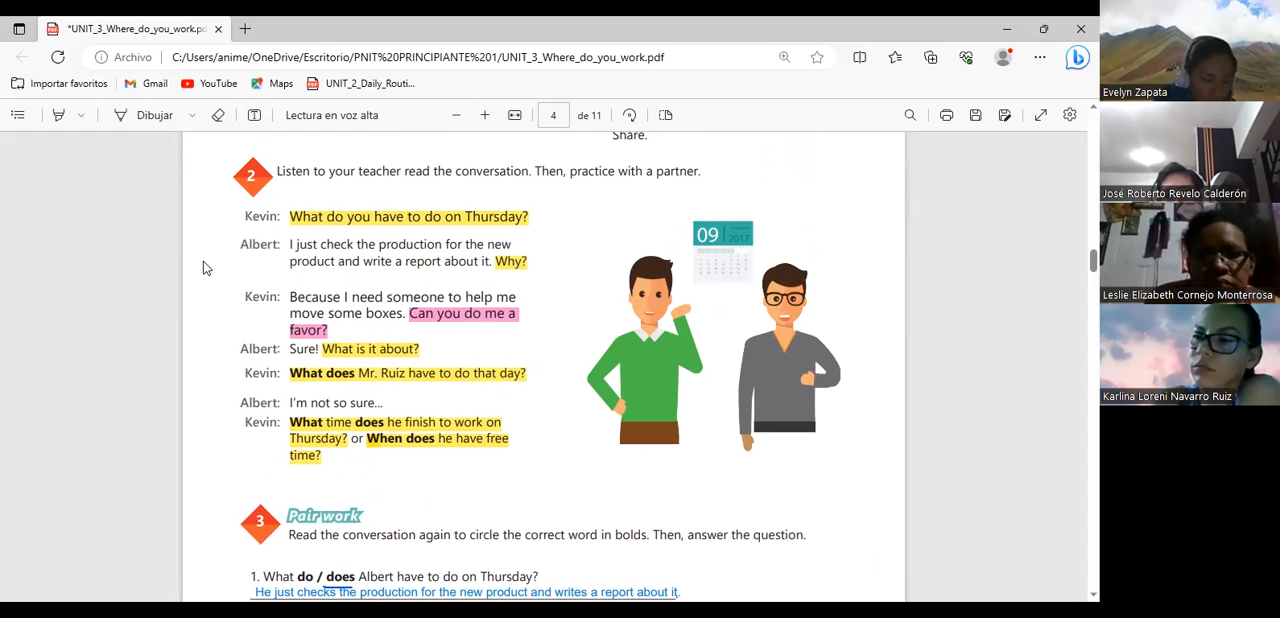 *UNIT_3_Where_do_you_work.pd
Archivo C:/Users/anime/OneDrive/Escritorio/PNIT%20PRINCIPIANTE%201/UNIT_3_Where_do_you_work.pdf
Importar favoritos Gmail YouTube Maps UNIT_2_Daily_Routi...
Dibujar Lectura en voz alta 4 de 11
Share.
2 Listen to your teacher read the conversation. Then, practice with a partner.
Kevin: What do you have to do on Thursday?
Albert: I just check the production for the new
product and write a report about it. Why?
Kevin: Because I need someone to help me
move some boxes. Can you do me a
favor?
Albert: Sure! What is it about?
Kevin: What does Mr. Ruiz have to do that day?
Albert: I'm not so sure...
Kevin: What time does he finish to work on
Thursday? or When does he have free
time?
09 2017
3 Pair work
Read the conversation again to circle the correct word in bolds. Then, answer the question.
1. What do / does Albert have to do on Thursday?
He just checks the production for the new product and writes a report about it.
Evelyn Zapata
José Roberto Revelo Calderón
Leslie Elizabeth Cornejo Monterrosa
Karlina Loreni Navarro Ruiz